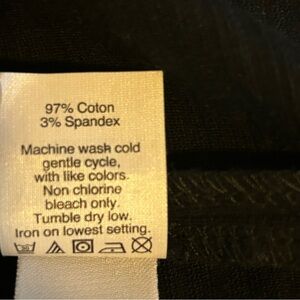 97% Coton
3% Spandex
Machine wash cold
gentle cycle,
with like colors.
Non chlorine
bleach only.
Tumble dry low.
Iron on lowest setting.